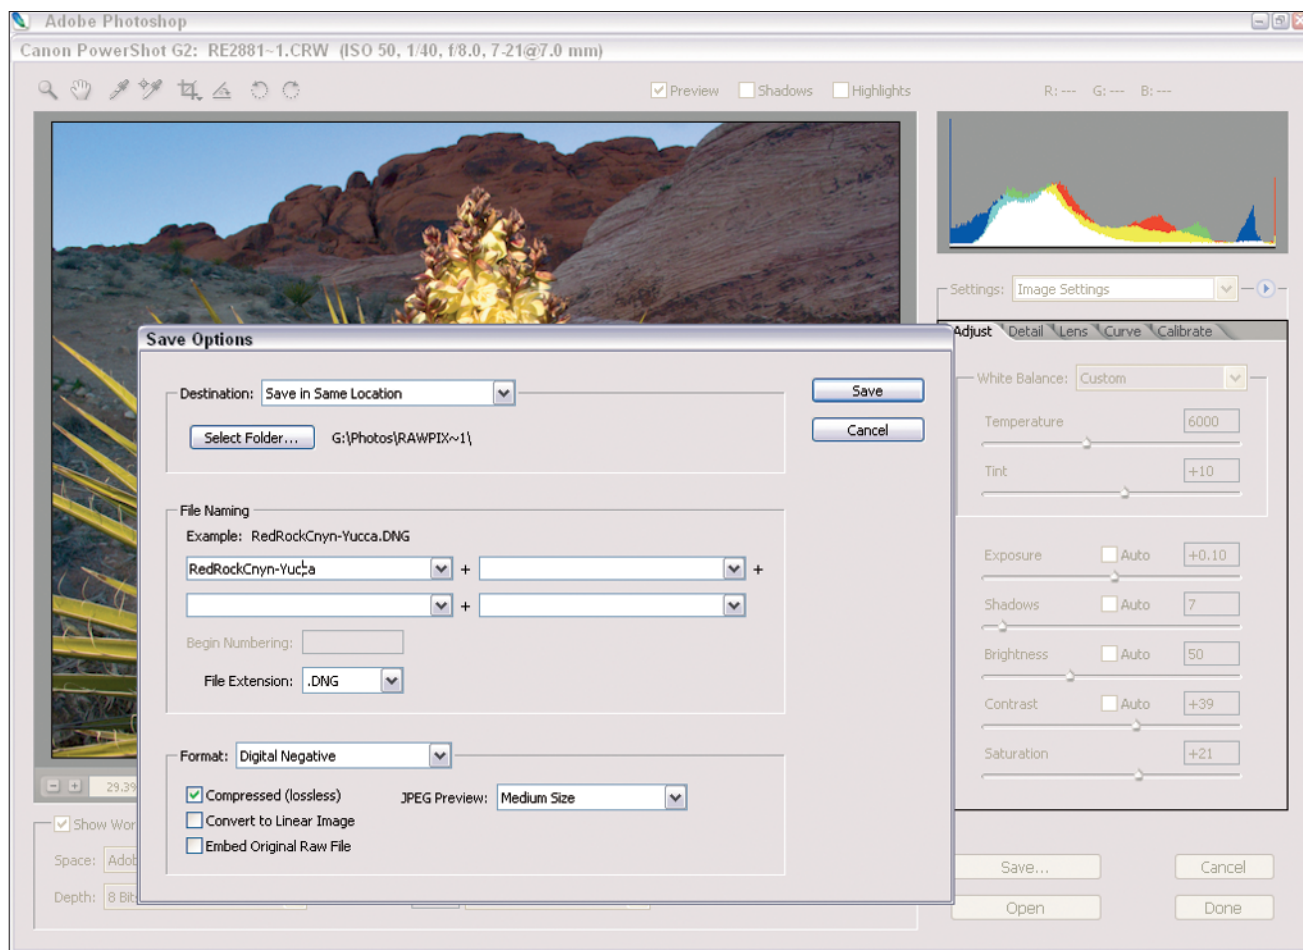 Adobe Photoshop
Canon PowerShot G2: RE2881~1.CRW (ISO 50, 1/40, f/8.0, 7-21@7.0 mm)
Preview Shadows Highlights R: --- G: --- B: ---
Settings: Image Settings
Adjust Detail Lens Curve Calibrate
White Balance: Custom
Temperature 6000
Tint +10
Exposure Auto +0.10
Shadows Auto 7
Brightness Auto 50
Contrast Auto +39
Saturation +21
Save Options
Destination: Save in Same Location
Save
Select Folder... G:\Photos\RAWPIX~1\
Cancel
File Naming
Example: RedRockCnyn-Yucca.DNG
RedRockCnyn-Yucca + +
+
Begin Numbering:
File Extension: .DNG
Format: Digital Negative
Compressed (lossless) JPEG Preview: Medium Size
Convert to Linear Image
Embed Original Raw File
29.39
Show Wor
Space: Adob
Depth: 8 Bit
Save... Cancel
Open Done